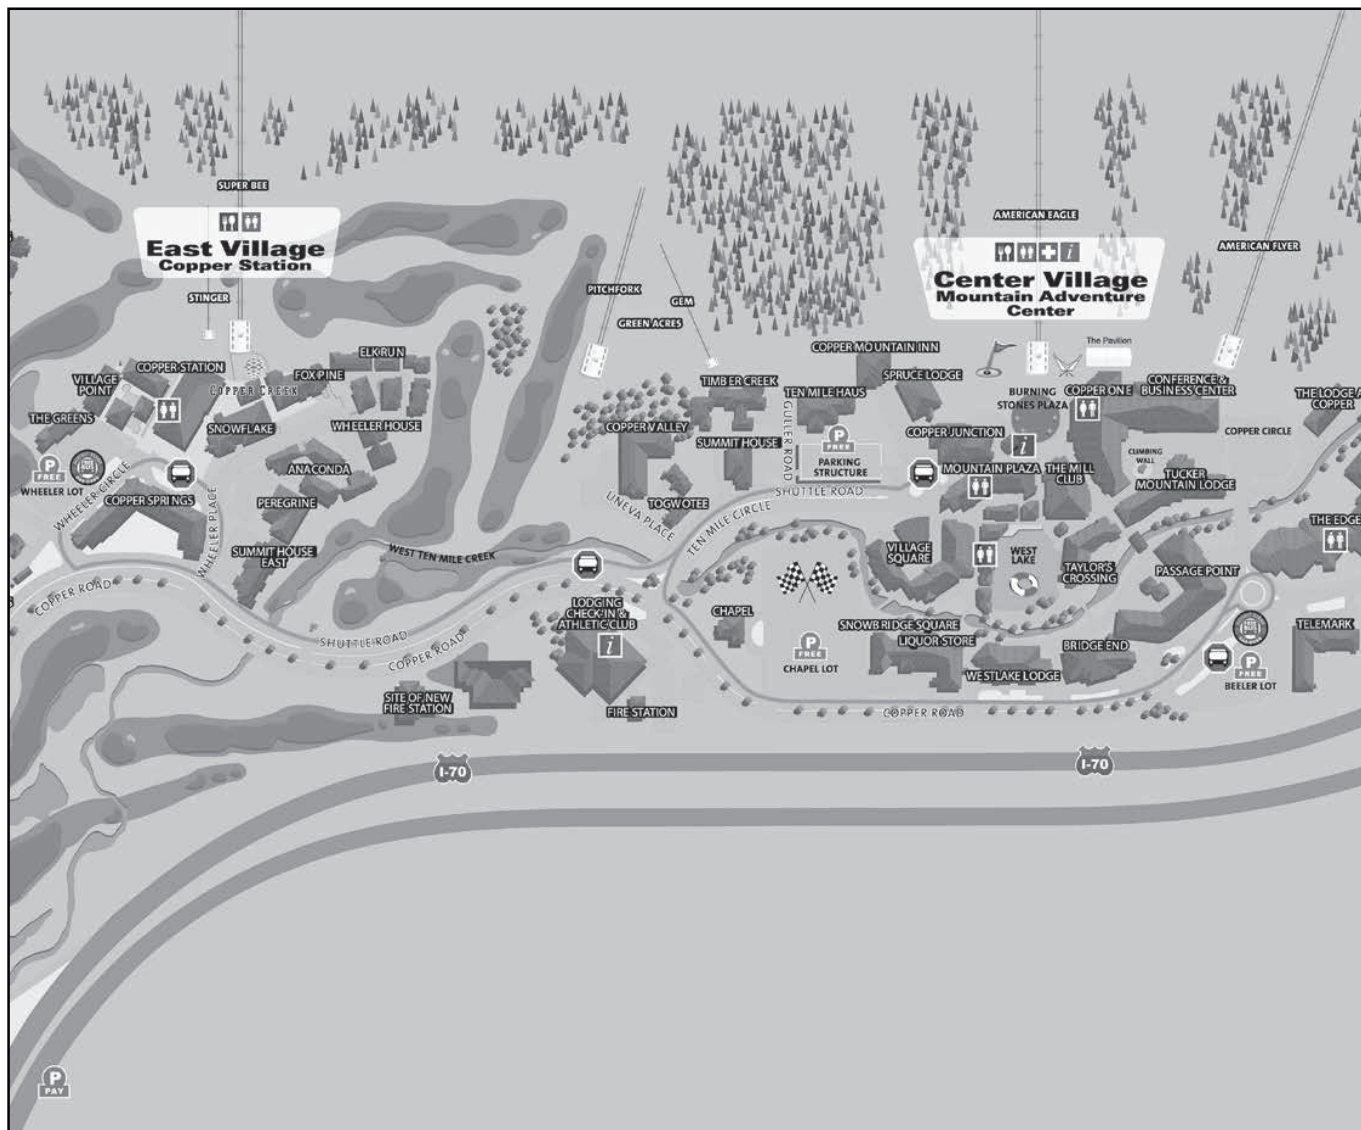 SUPER BEE
East Village
Copper Station
STINGER
AMERICAN EAGLE
AMERICAN FLYER
i
Center Village
Mountain Adventure
Center
PITCHFORK
GEM
GREEN ACRES
The Pavilion
COPPER MOUNTAIN INN
ELK RUN
COPPER STATION
FOX PINE
COPPER CREEK
VILLAGE
POINT
THE GREENS
SNOWFLAKE
WHEELER HOUSE
TIMBER CREEK
TEN MILE HAUS
SPRUCE LODGE
BURNING
STONES PLAZA
COPPER ONE
CONFERENCE &
BUSINESS CENTER
THE LODGE A
COPPER
COPPER VALLEY
SUMMIT HOUSE
GULLER ROAD
P
FREE
PARKING
STRUCTURE
COPPER JUNCTION
i
COPPER CIRCLE
CLIMBING
WALL
ANACONDA
P
FREE
WHEELER LOT
WHEELER CIRCLE
COPPER SPRINGS
WHEELER PLACE
PEREGRINE
SUMMIT HOUSE
EAST
TOGWOTEE
UNEVA PLACE
TEN MILE CIRCLE
SHUTTLE ROAD
MOUNTAIN PLAZA
THE MILL
CLUB
TUCKER
MOUNTAIN LODGE
THE EDGE
WEST TEN MILE CREEK
VILLAGE
SQUARE
WEST
LAKE
TAYLOR'S
CROSSING
PASSAGE POINT
COPPER ROAD
SHUTTLE ROAD
COPPER ROAD
LODGING
CHECK-IN &
ATHLETIC CLUB
i
CHAPEL
P
FREE
CHAPEL LOT
SNOWBRIDGE SQUARE
LIQUOR STORE
WESTLAKE LODGE
BRIDGE END
TELEMARK
P
FREE
BEELER LOT
SITE OF NEW
FIRE STATION
FIRE STATION
COPPER ROAD
I-70
I-70
P
PAY